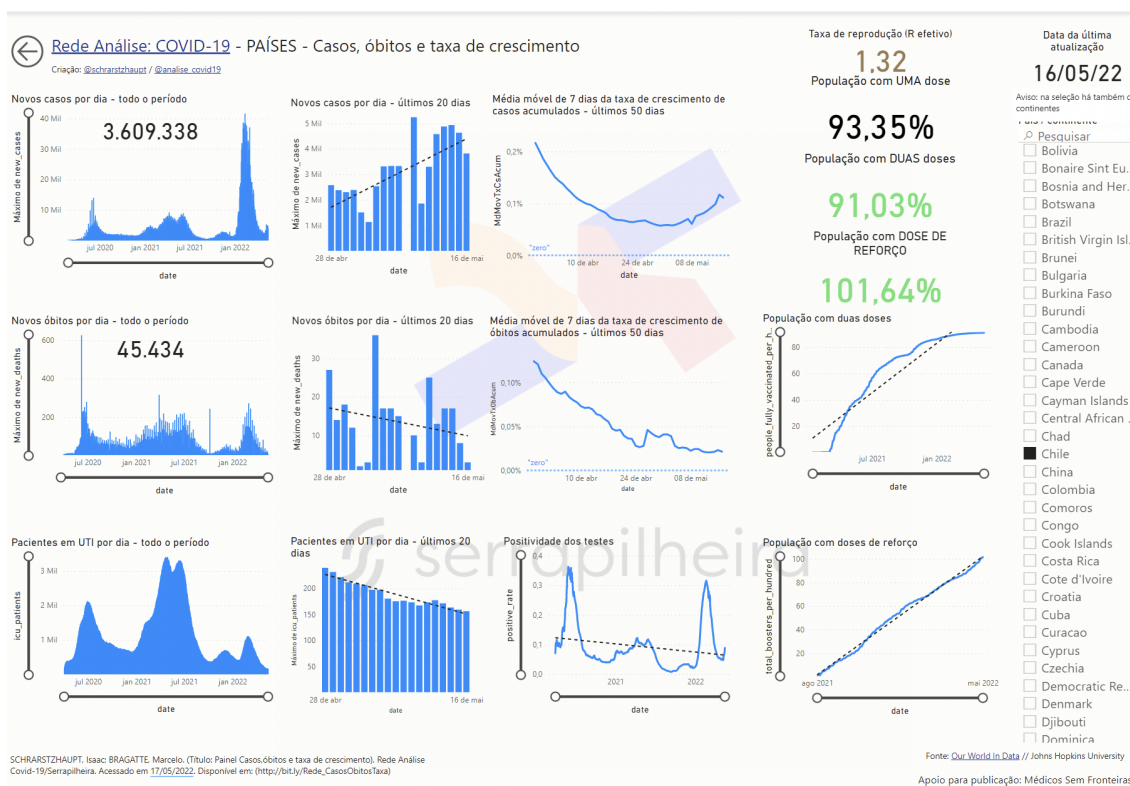 Rede Análise: COVID-19 - PAÍSES - Casos, óbitos e taxa de crescimento
Criação: @schrarstzhaupt / @analise_covid19
Taxa de reprodução (R efetivo)
1,32
População com UMA dose
93,35%
População com DUAS doses
91,03%
População com DOSE DE
REFORÇO
101,64%
Data da última
atualização
16/05/22
Aviso: na seleção há também
continentes
Pesquisar
Bolivia
Bonaire Sint Eu..
Bosnia and Her..
Botswana
Brazil
British Virgin Isl..
Brunei
Bulgaria
Burkina Faso
Burundi
Cambodia
Cameroon
Canada
Cape Verde
Cayman Islands
Central African ..
Chad
Chile
China
Colombia
Comoros
Congo
Cook Islands
Costa Rica
Cote d'Ivoire
Croatia
Cuba
Curacao
Cyprus
Czechia
Democratic Re...
Denmark
Djibouti
Dominica
Novos casos por dia - todo o período
3.609.338
Máximo de new_cases
40 Mil
30 Mil
20 Mil
10 Mil
jul 2020 jan 2021 jul 2021 jan 2022
date
Novos casos por dia - últimos 20 dias
Máximo de new_cases
5 Mil
4 Mil
3 Mil
2 Mil
1 Mil
28 de abr 16 de mai
date
Média móvel de 7 dias da taxa de crescimento de
casos acumulados - últimos 50 dias
MdMovTxCsAcum
0,2%
0,1%
0,0%
"zero"
10 de abr 24 de abr 08 de mai
date
Novos óbitos por dia - todo o período
45.434
Máximo de new_deaths
600
400
200
jul 2020 jan 2021 jul 2021 jan 2022
date
Novos óbitos por dia - últimos 20 dias
Máximo de new_deaths
30
20
10
28 de abr 16 de mai
date
Média móvel de 7 dias da taxa de crescimento de
óbitos acumulados - últimos 50 dias
MdMovTxObAcum
0,10%
0,05%
0,00%
"zero"
10 de abr 24 de abr 08 de mai
date
População com duas doses
people_fully_vaccinated_per_h...
80
60
40
20
jul 2021 jan 2022
date
Pacientes em UTI por dia - todo o período
icu_patients
3 Mil
2 Mil
1 Mil
jul 2020 jan 2021 jul 2021 jan 2022
date
Pacientes em UTI por dia - últimos 20
dias
Máximo de icu_patients
200
150
100
50
28 de abr 16 de mai
date
Positividade dos testes
positive_rate
0,4
0,3
0,2
0,1
0,0
2021 2022
date
População com doses de reforço
total_boosters_per_hundred
100
80
60
40
20
ago 2021 mai 2022
date
serrapilheira
SCHRARSTZHAUPT, Isaac; BRAGATTE, Marcelo. (Título: Painel Casos,óbitos e taxa de crescimento). Rede Análise
Covid-19/Serrapilheira. Acessado em 17/05/2022. Disponível em: (http://bit.ly/Rede_CasosObitosTaxa)
Fonte: Our World In Data // Johns Hopkins University
Apoio para publicação: Médicos Sem Fronteiras